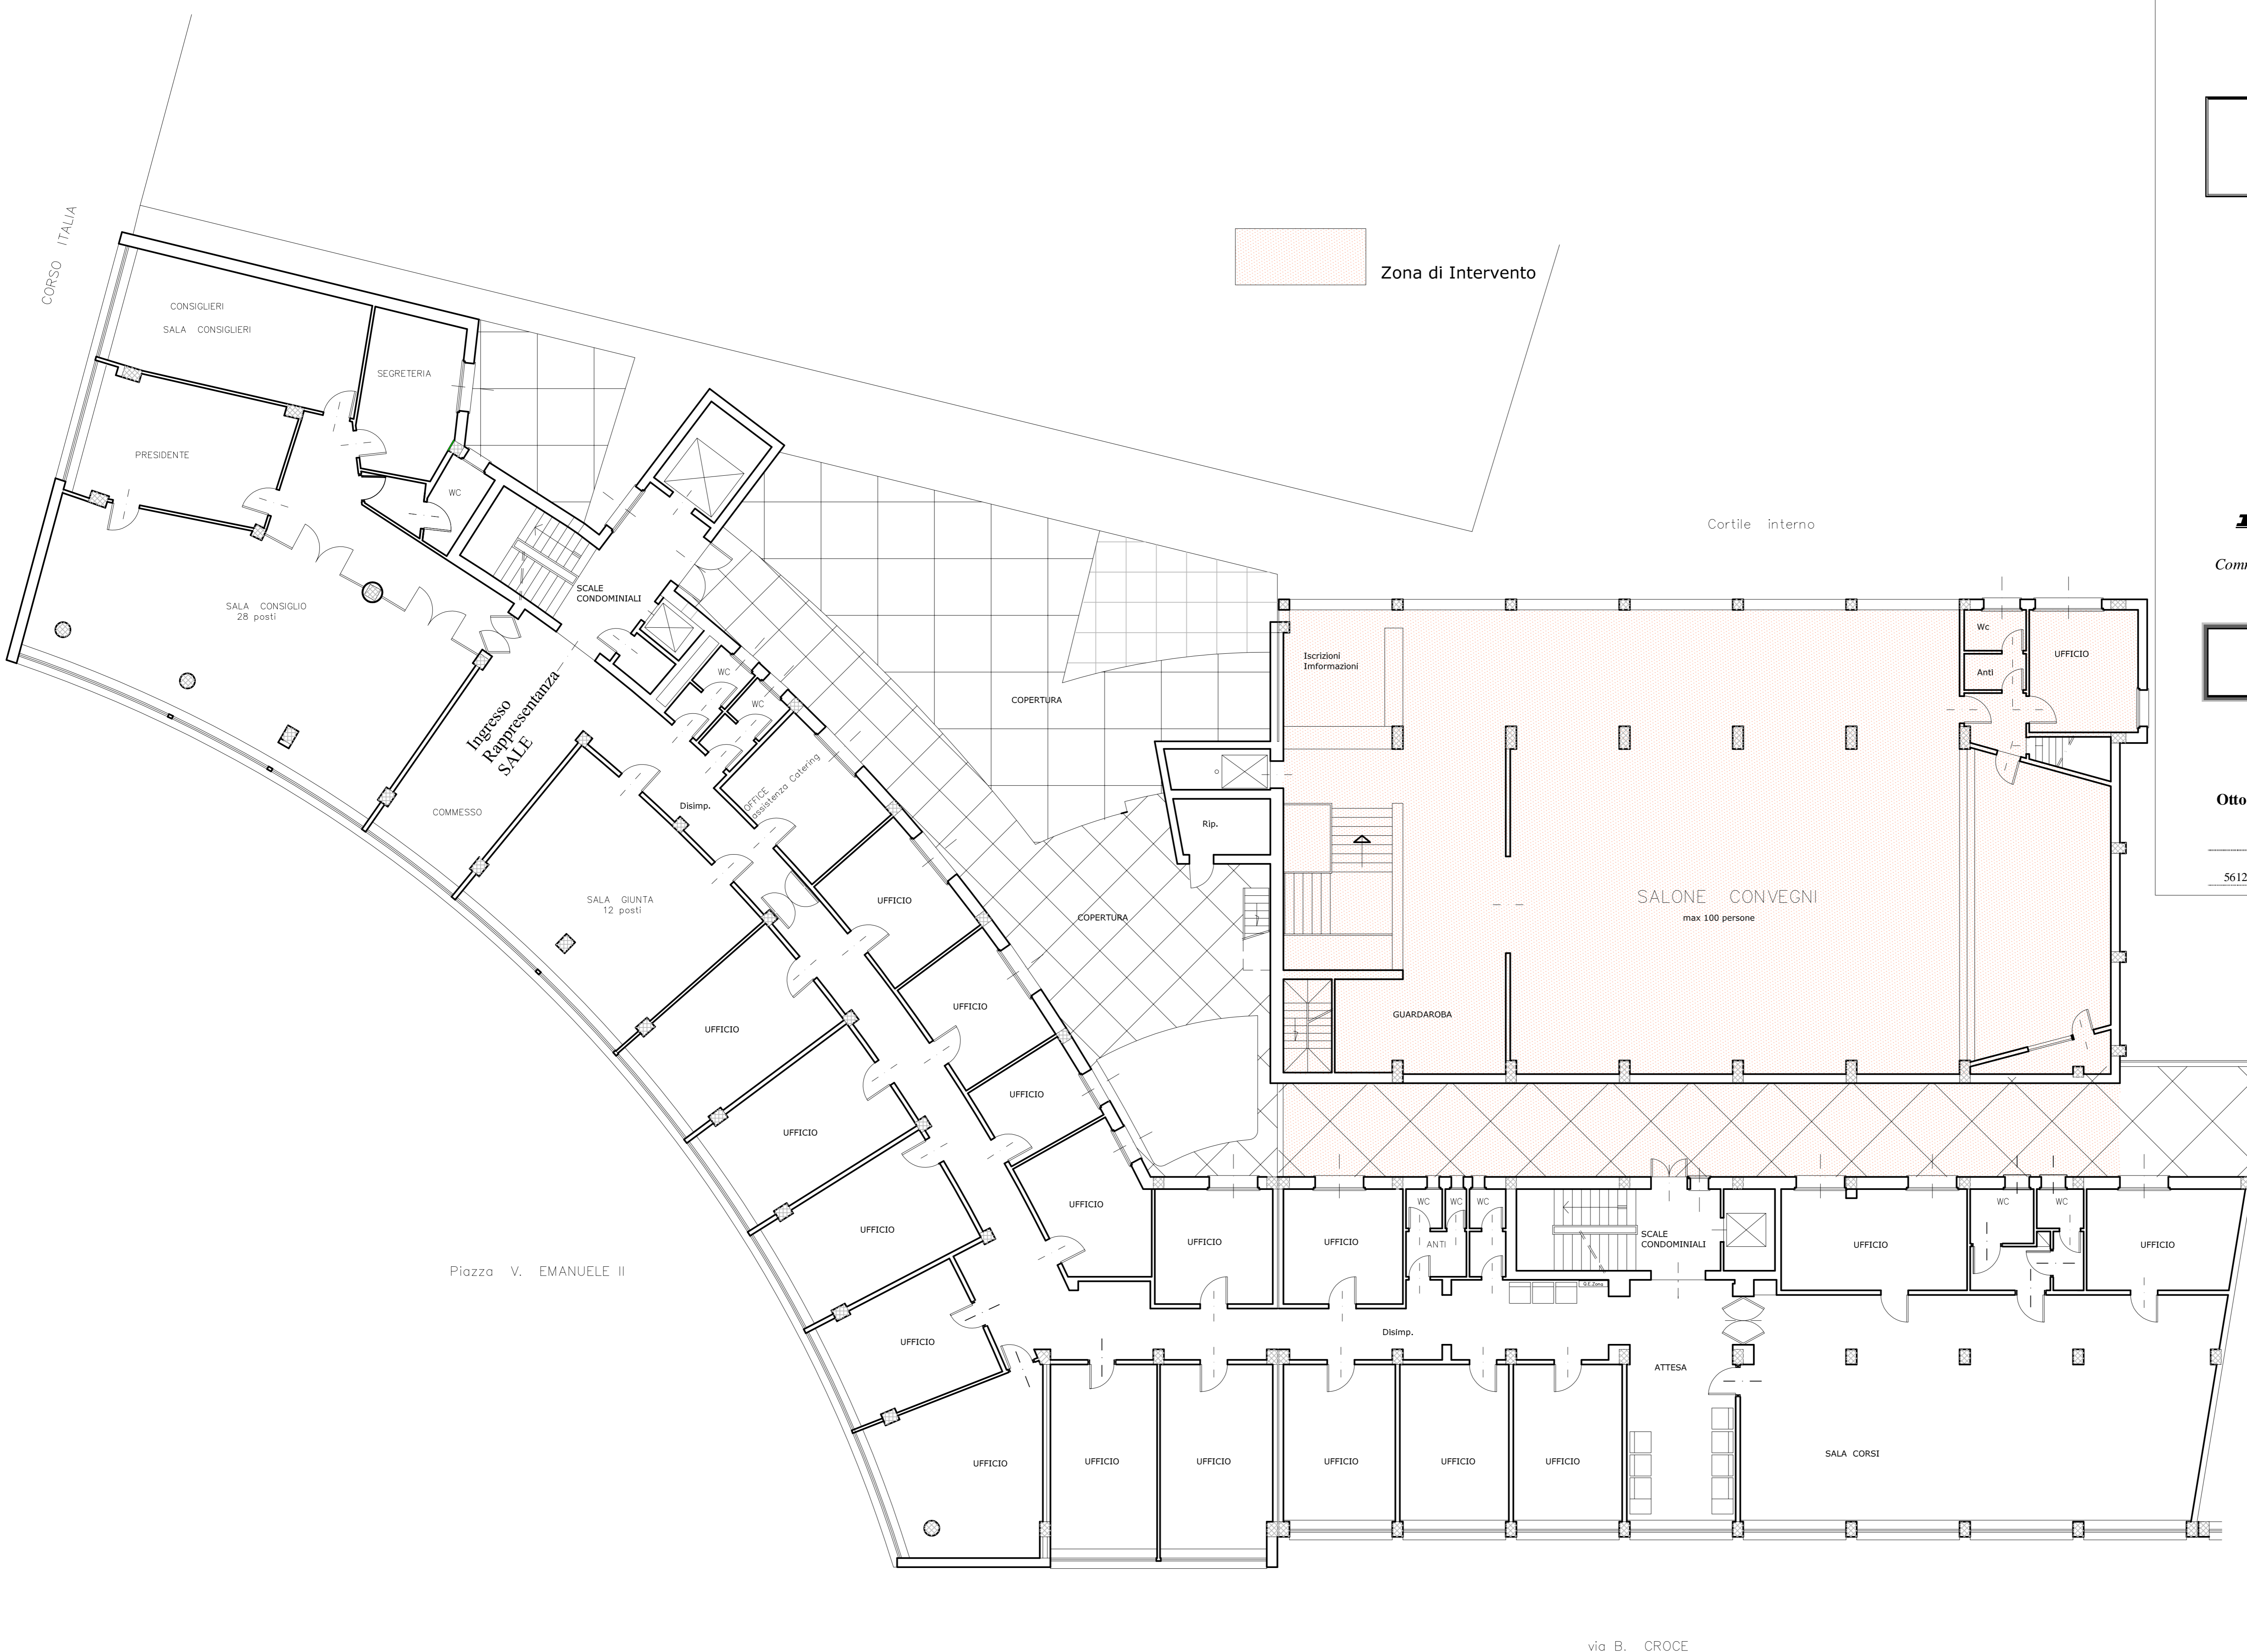 CORSO ITALIA
Zona di Intervento
CONSIGLIERI
SALA CONSIGLIERI
SEGRETERIA
PRESIDENTE
WC
Cortile interno
Comm
SCALE
CONDOMINIALI
SALA CONSIGLIO
28 posti
Iscrizioni
Imformazioni
Wc
UFFICIO
Anti
WC
WC
COPERTURA
Ingresso
Rappresentanza
SALE
OFFICE
assistenza Catering
Disimp.
COMMESSO
Rip.
Otto
5612
SALA GIUNTA
12 posti
UFFICIO
COPERTURA
SALONE CONVEGNI
max 100 persone
UFFICIO
GUARDAROBA
UFFICIO
UFFICIO
UFFICIO
UFFICIO
UFFICIO
WC
WC
WC
WC
WC
UFFICIO
UFFICIO
UFFICIO
ANTI
SCALE
CONDOMINIALI
UFFICIO
UFFICIO
Piazza V. EMANUELE II
Q.E.Zona
UFFICIO
Disimp.
ATTESA
UFFICIO
UFFICIO
UFFICIO
UFFICIO
UFFICIO
UFFICIO
SALA CORSI
via B. CROCE